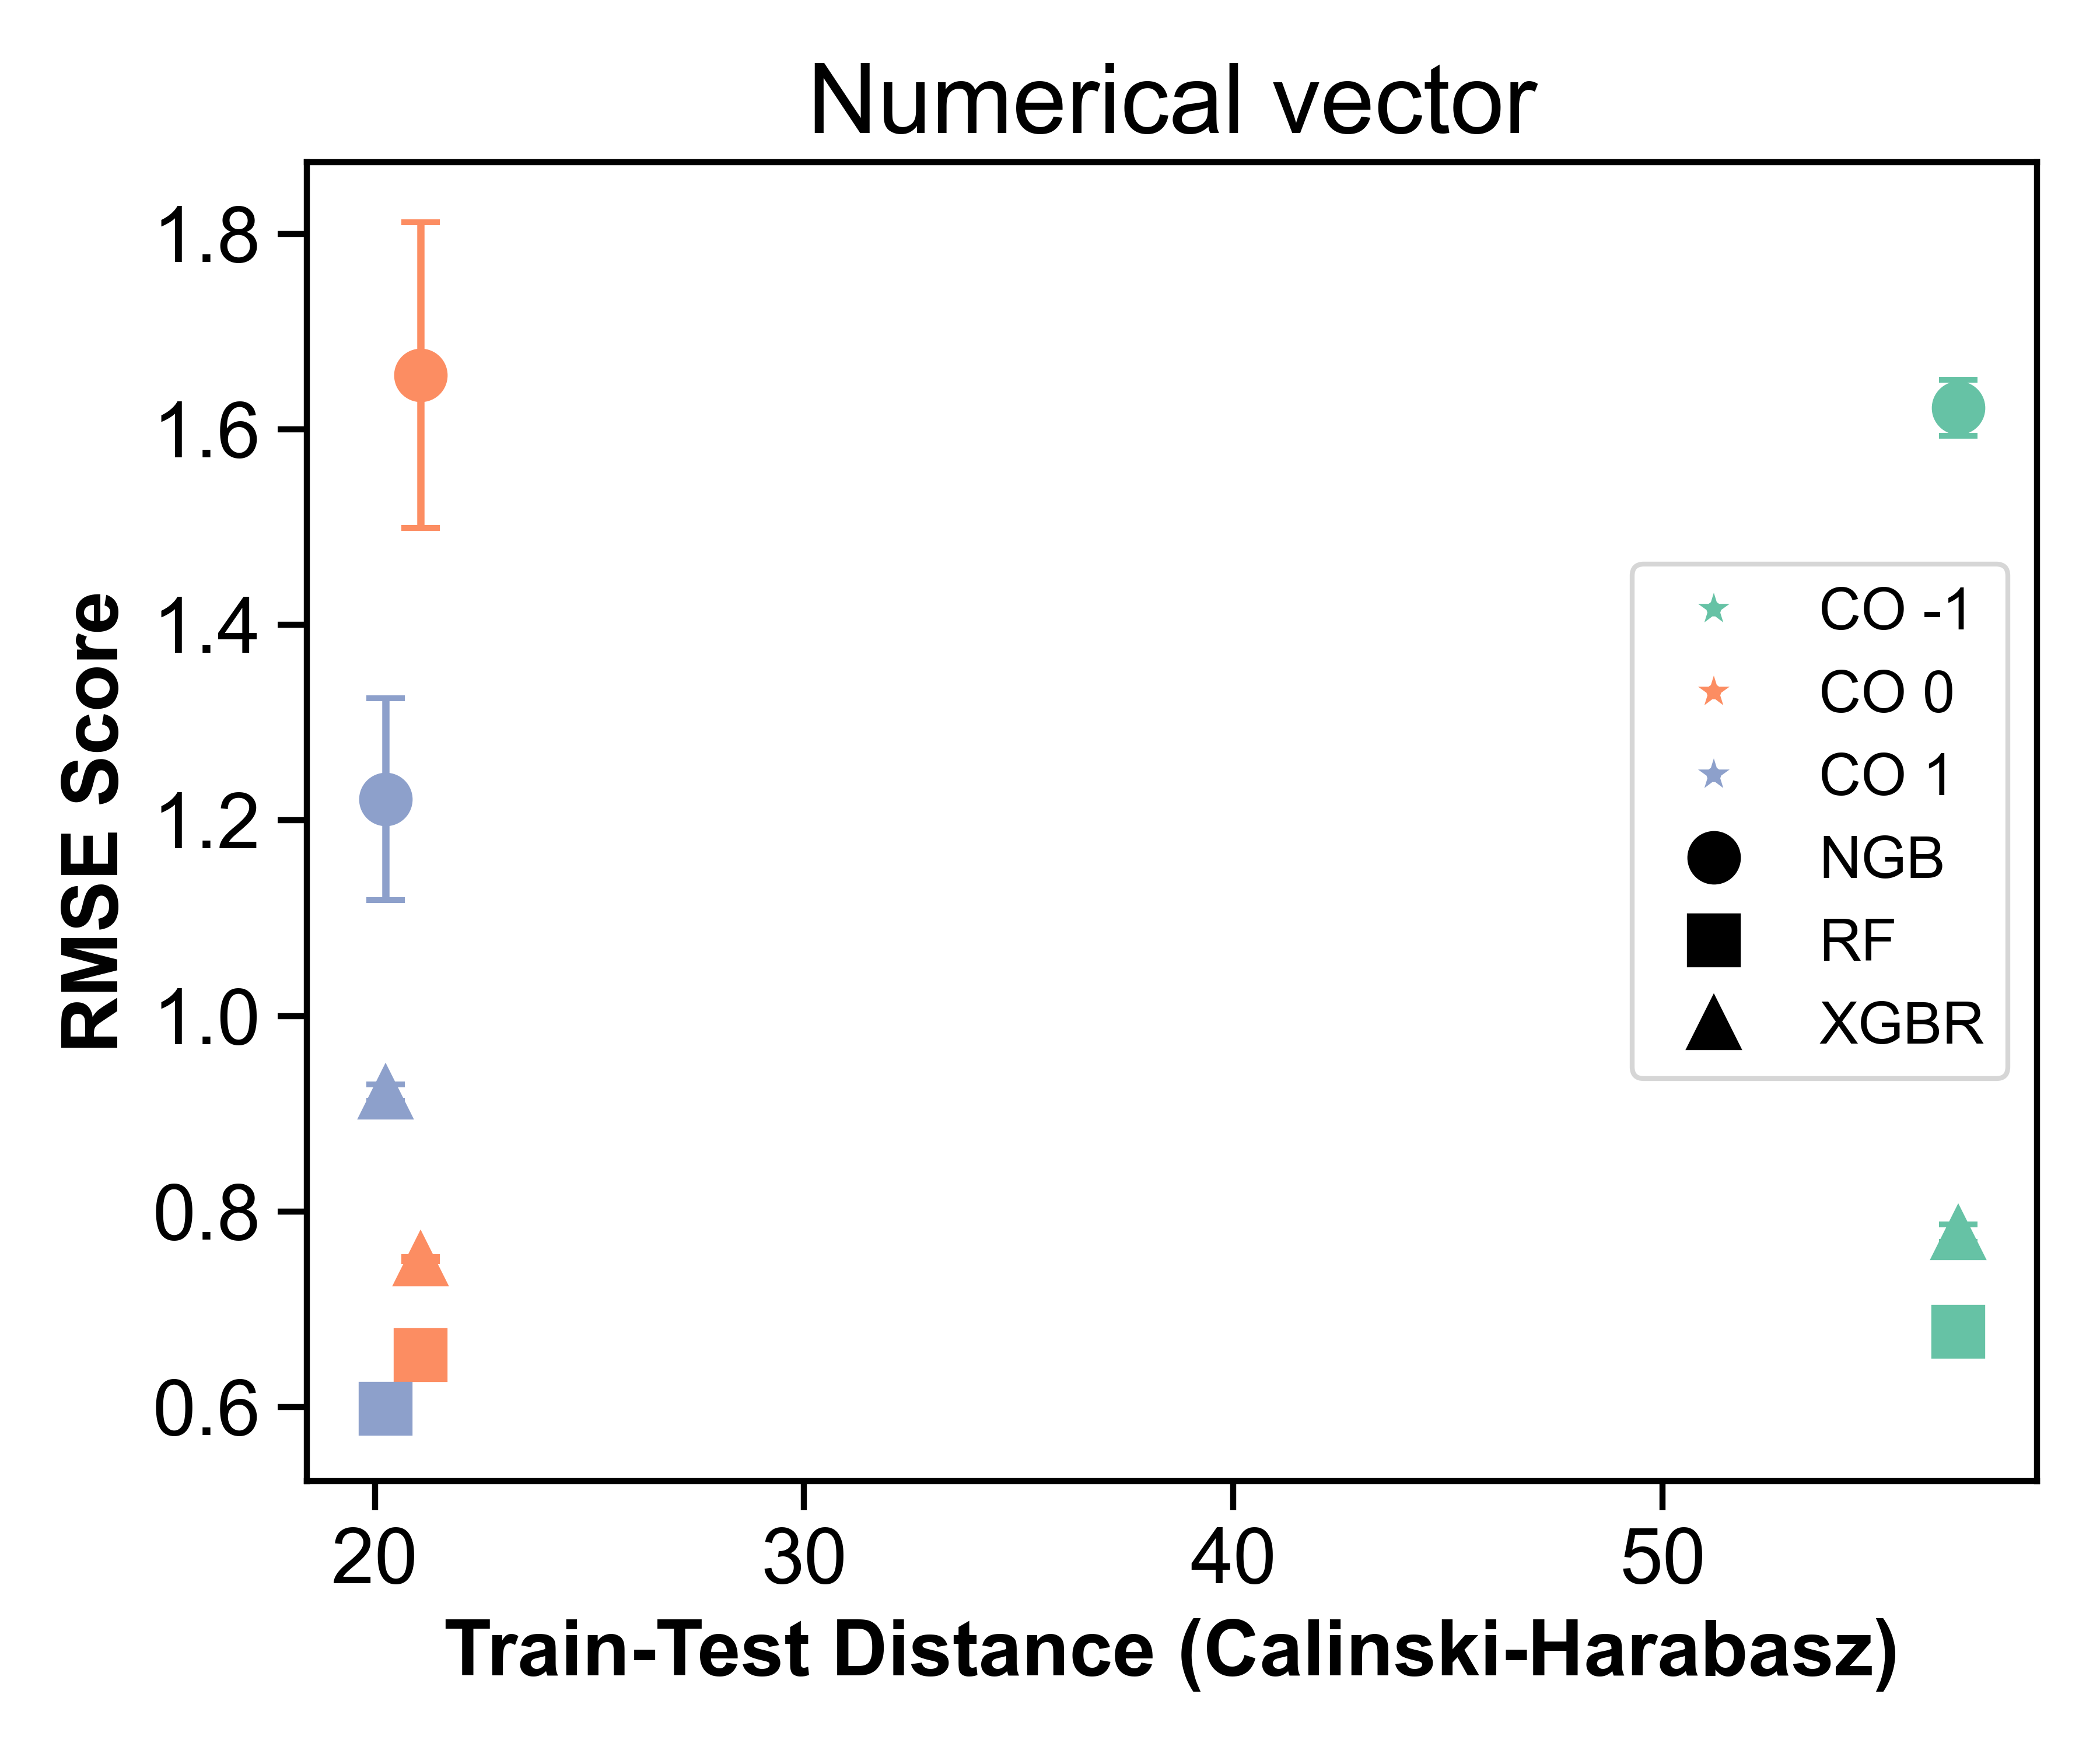 Numerical vector
RMSE Score
1.8
1.6
1.4
1.2
1.0
0.8
0.6
CO -1
CO 0
CO 1
NGB
RF
XGBR
20 30 40 50
Train-Test Distance (Calinski-Harabasz)